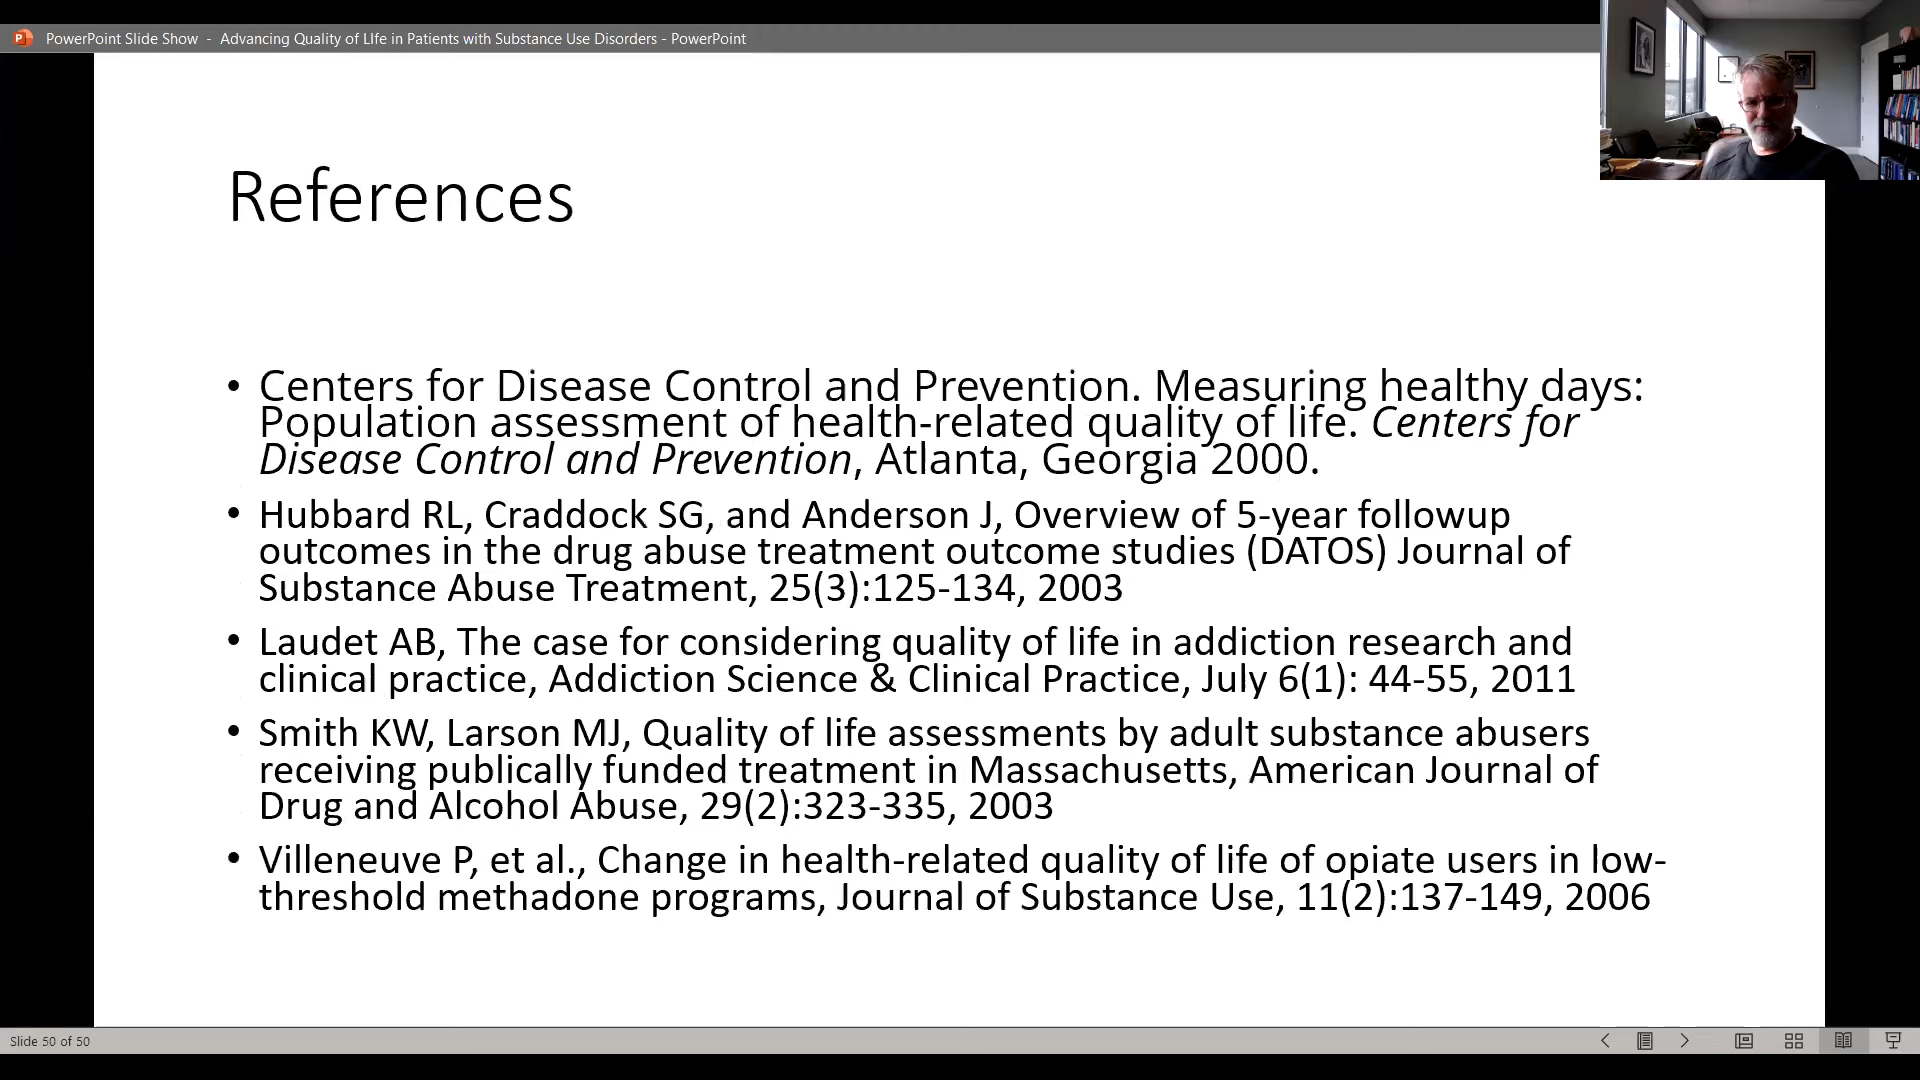 PowerPoint Slide Show - Advancing Quality of LIfe in Patients with Substance Use Disorders - PowerPoint
References
• Centers for Disease Control and Prevention. Measuring healthy days:
Population assessment of health-related quality of life. Centers for
Disease Control and Prevention, Atlanta, Georgia 2000.
• Hubbard RL, Craddock SG, and Anderson J, Overview of 5-year followup
outcomes in the drug abuse treatment outcome studies (DATOS) Journal of
Substance Abuse Treatment, 25(3):125-134, 2003
• Laudet AB, The case for considering quality of life in addiction research and
clinical practice, Addiction Science & Clinical Practice, July 6(1): 44-55, 2011
• Smith KW, Larson MJ, Quality of life assessments by adult substance abusers
receiving publically funded treatment in Massachusetts, American Journal of
Drug and Alcohol Abuse, 29(2):323-335, 2003
• Villeneuve P, et al., Change in health-related quality of life of opiate users in low-
threshold methadone programs, Journal of Substance Use, 11(2):137-149, 2006
Slide 50 of 50